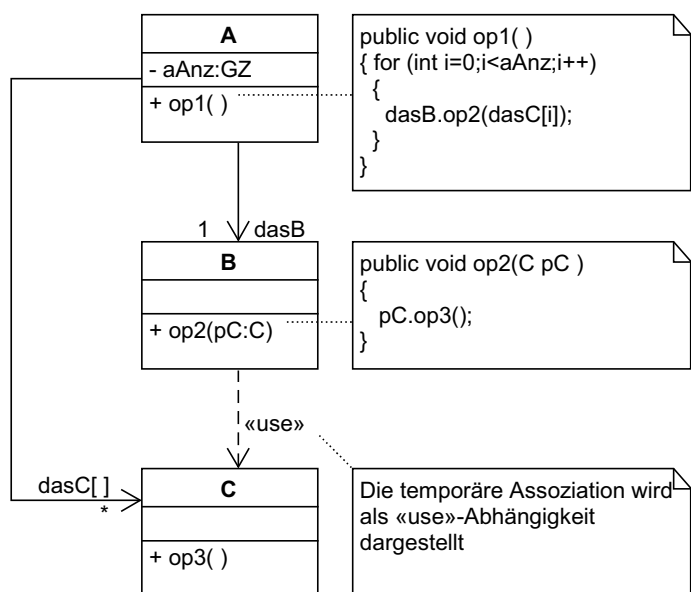 A
- aAnz:GZ
+ op1( )
public void op1( )
{ for (int i=0;i<aAnz;i++)
{
dasB.op2(dasC[i]);
}
}
1
dasB
B
+ op2(pC:C)
public void op2(C pC )
{
pC.op3();
}
«use»
dasC[ ]
*
C
+ op3( )
Die temporäre Assoziation wird
als «use»-Abhängigkeit
dargestellt